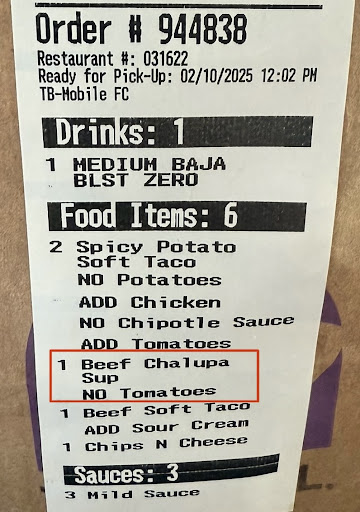 Order # 944838
Restaurant #: 031622
Ready for Pick-Up: 02/10/2025 12:02 PM
TB-Mobile FC
Drinks: 1
1 MEDIUM BAJA
BLST ZERO
Food Items: 6
2 Spicy Potato
Soft Taco
NO Potatoes
ADD Chicken
NO Chipotle Sauce
ADD Tomatoes
1 Beef Chalupa
Sup
NO Tomatoes
1 Beef Soft Taco
ADD Sour Cream
1 Chips N Cheese
Sauces: 3
3 Mild Sauce